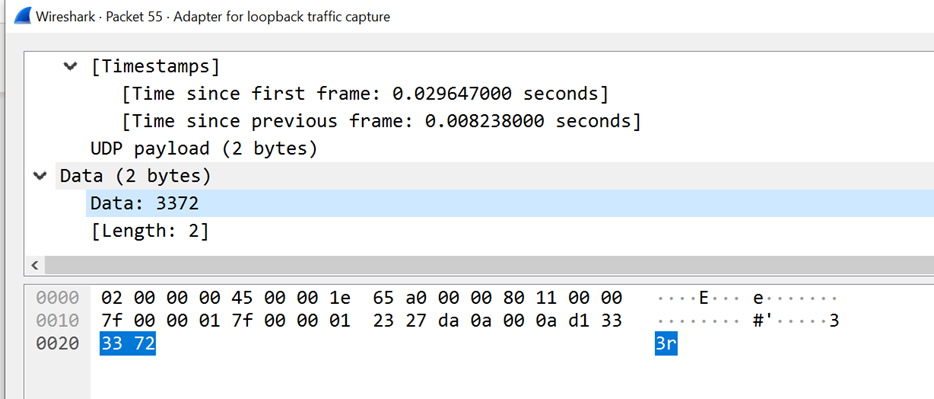 Wireshark · Packet 55 · Adapter for loopback traffic capture
[Timestamps]
[Time since first frame: 0.029647000 seconds]
[Time since previous frame: 0.008238000 seconds]
UDP payload (2 bytes)
Data (2 bytes)
Data: 3372
[Length: 2]
0000 02 00 00 00 45 00 00 1e 65 a0 00 00 80 11 00 00 ····E··· e·······
0010 7f 00 00 01 7f 00 00 01 23 27 da 0a 00 0a d1 33 ········ #'·····3
0020 33 72 3r